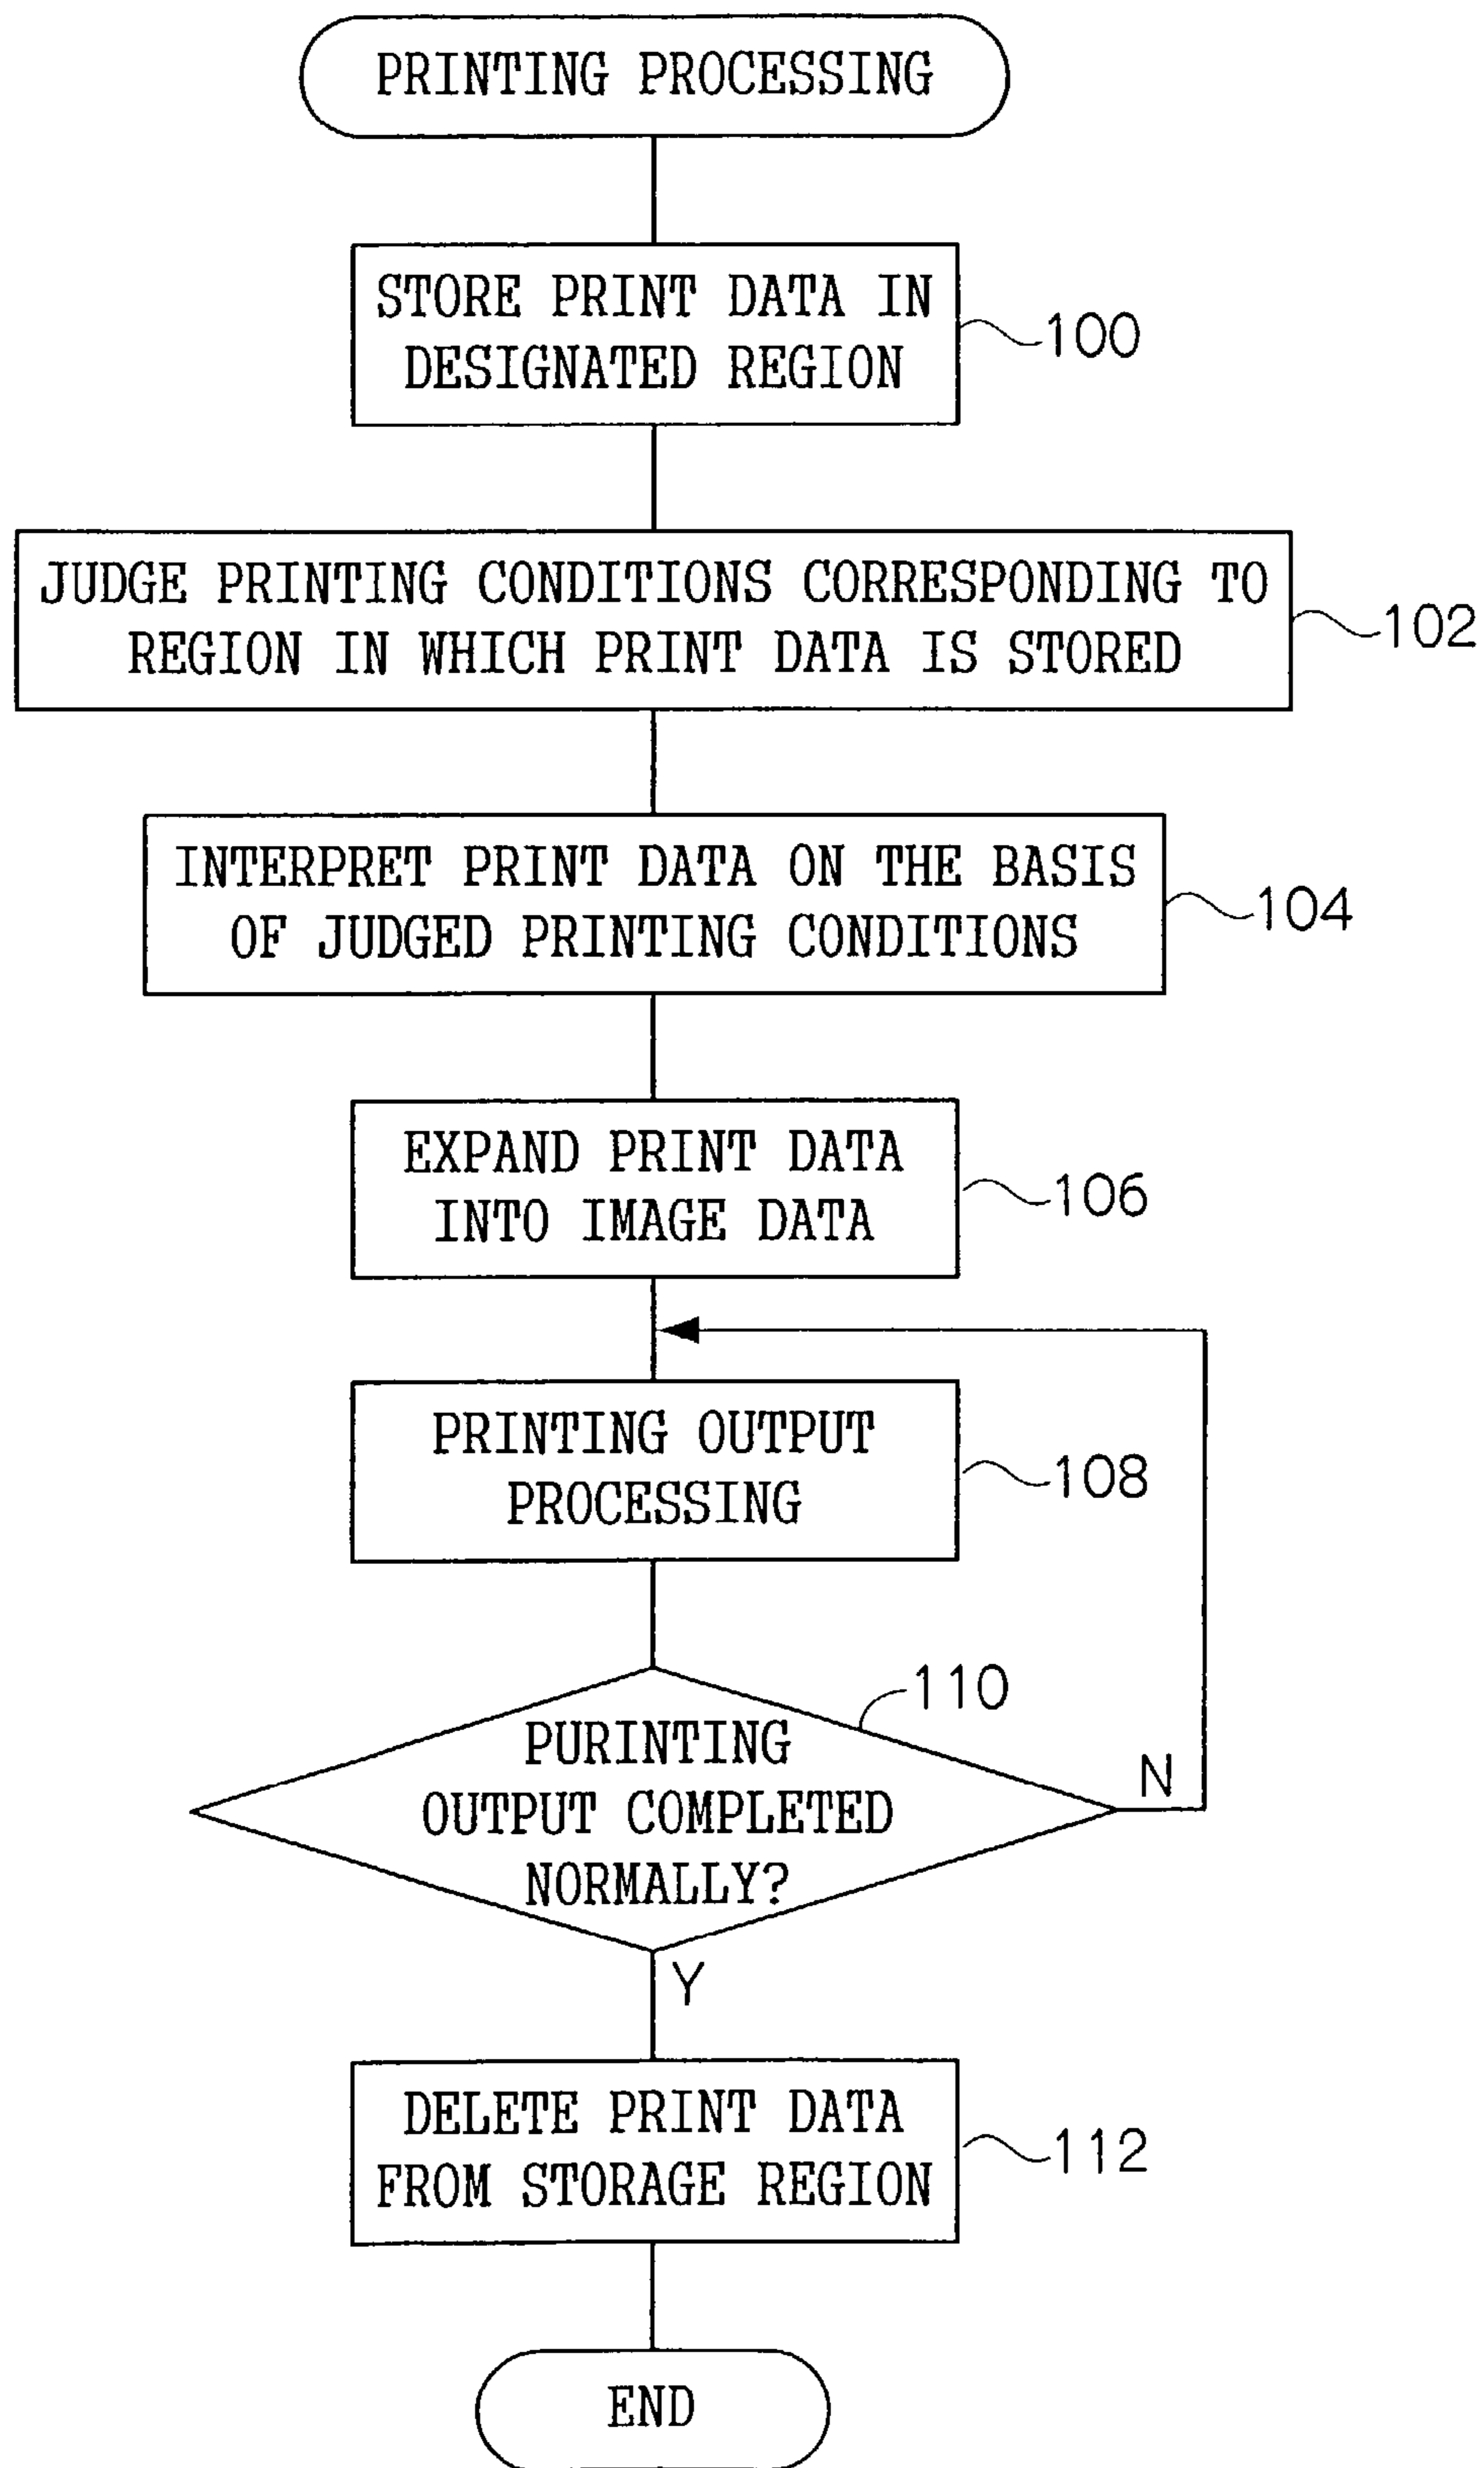 PRINTING PROCESSING
STORE PRINT DATA IN
DESIGNATED REGION
100
JUDGE PRINTING CONDITIONS CORRESPONDING TO
REGION IN WHICH PRINT DATA IS STORED
102
INTERPRET PRINT DATA ON THE BASIS
OF JUDGED PRINTING CONDITIONS
104
EXPAND PRINT DATA
INTO IMAGE DATA
106
PRINTING OUTPUT
PROCESSING
108
110
PURINTING
OUTPUT COMPLETED
NORMALLY?
N
Y
DELETE PRINT DATA
FROM STORAGE REGION
112
END